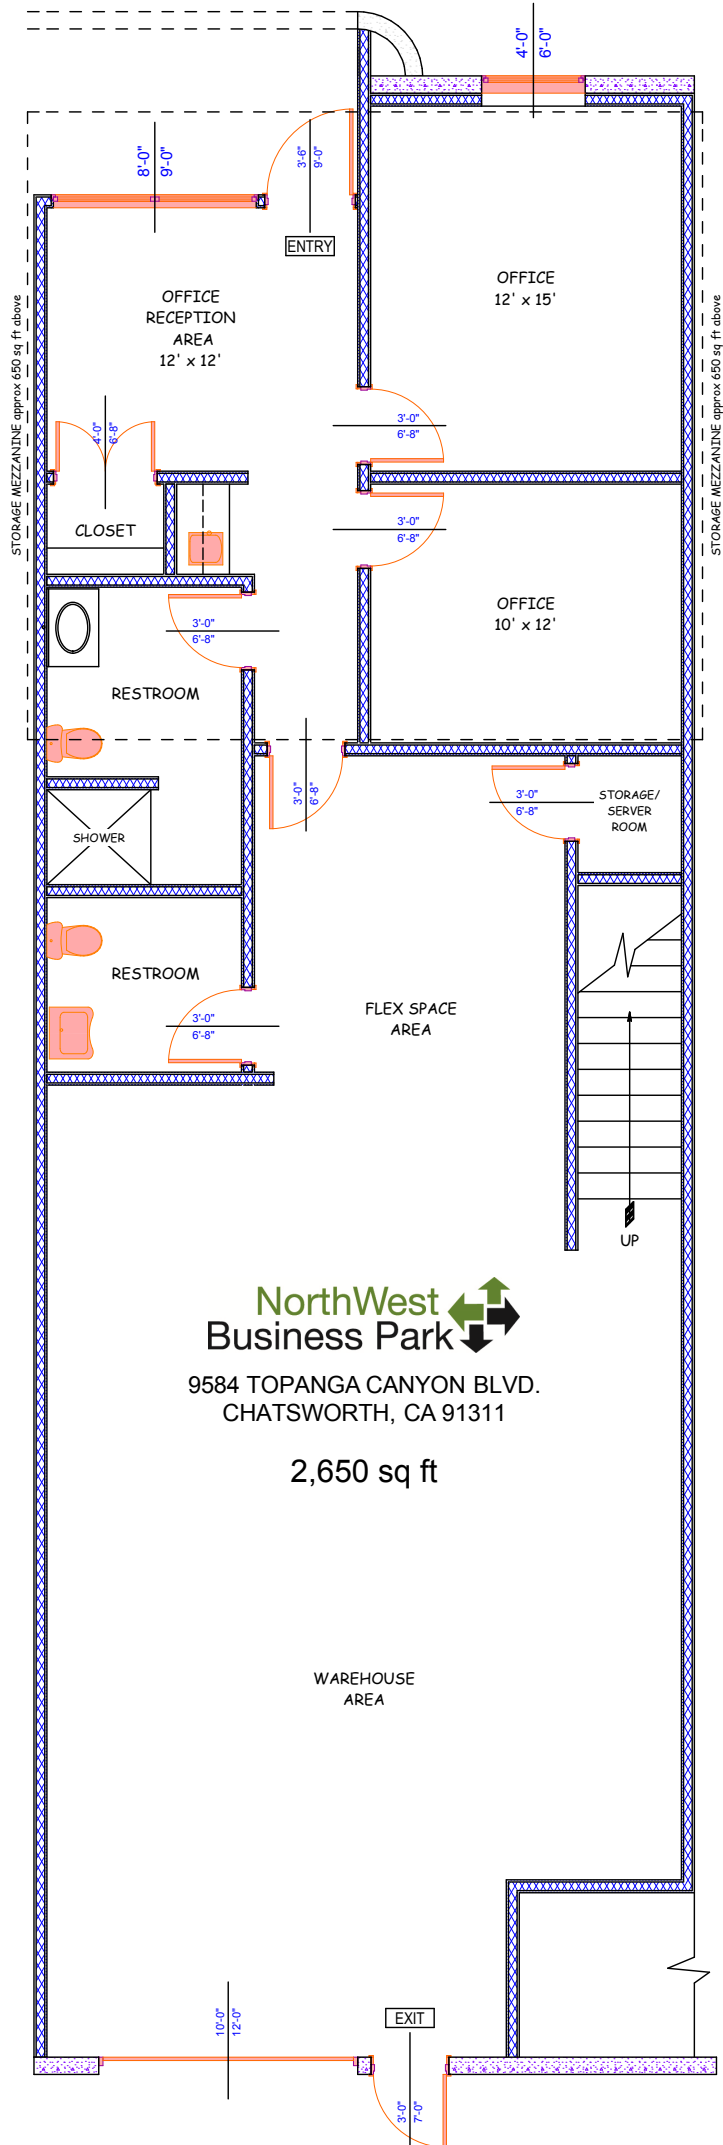 4'-0"
6'-0"
8'-0"
9'-0"
3'-6"
9'-0"
ENTRY
OFFICE
RECEPTION
AREA
12' x 12'
OFFICE
12' x 15'
STORAGE MEZZANINE approx 650 sq ft above
STORAGE MEZZANINE approx 650 sq ft above
4'-0"
6'-8"
3'-0"
6'-8"
CLOSET
3'-0"
6'-8"
OFFICE
10' x 12'
3'-0"
6'-8"
RESTROOM
3'-0"
6'-8"
3'-0"
6'-8"
STORAGE/
SERVER
ROOM
SHOWER
RESTROOM
3'-0"
6'-8"
FLEX SPACE
AREA
UP
NorthWest
Business Park
9584 TOPANGA CANYON BLVD.
CHATSWORTH, CA 91311
2,650 sq ft
WAREHOUSE
AREA
10'-0"
12'-0"
EXIT
3'-0"
7'-0"